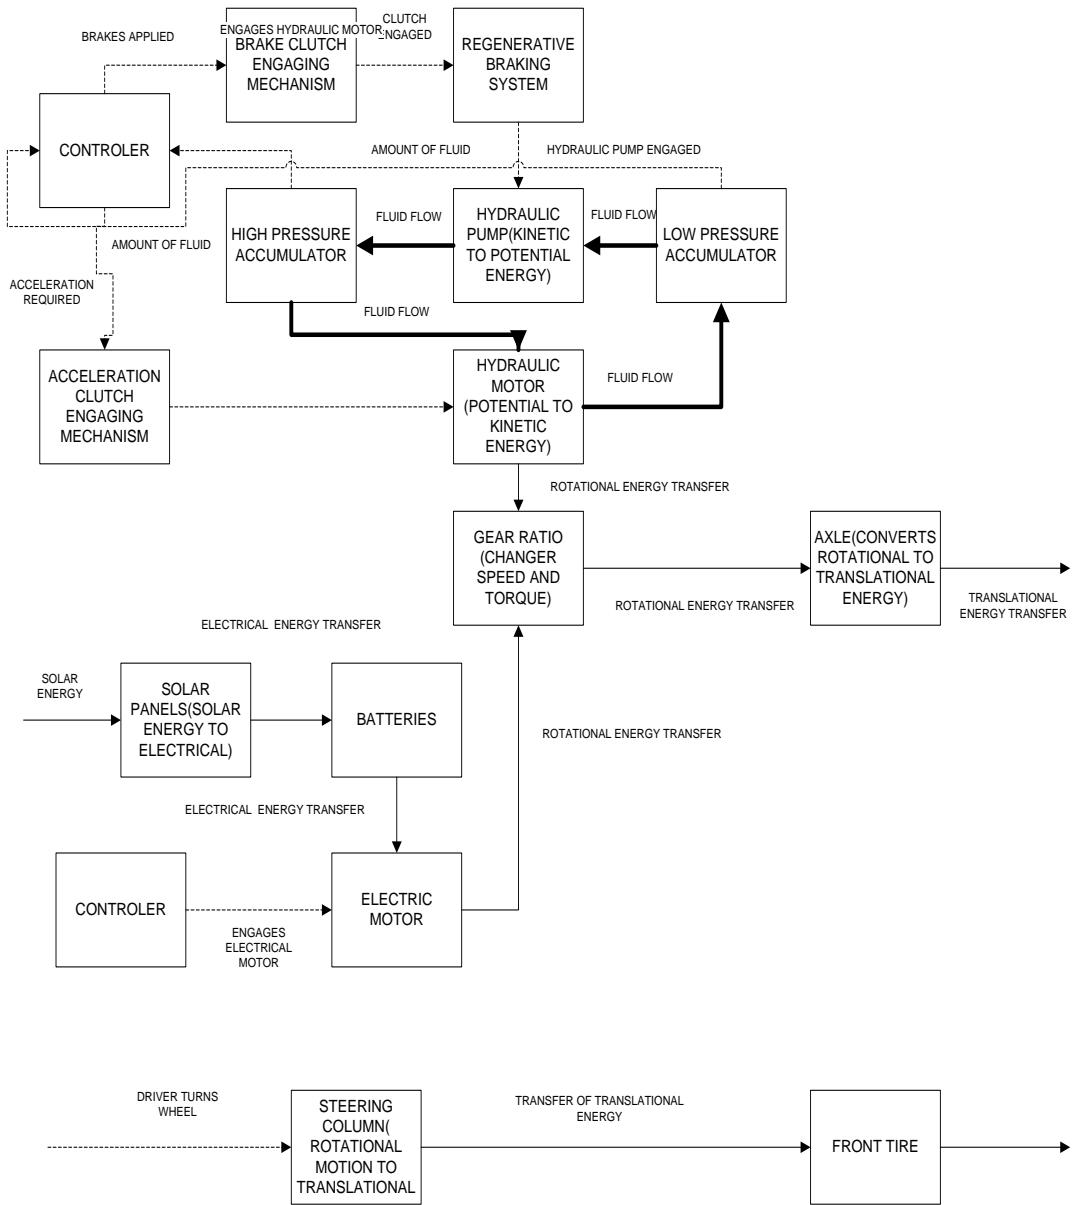 BRAKES APPLIED
ENGAGES HYDRAULIC MOTOR
CLUTCH
ENGAGED
BRAKE CLUTCH
ENGAGING
MECHANISM
REGENERATIVE
BRAKING
SYSTEM
CONTROLER
AMOUNT OF FLUID
HYDRAULIC PUMP ENGAGED
AMOUNT OF FLUID
HIGH PRESSURE
ACCUMULATOR
FLUID FLOW
HYDRAULIC
PUMP(KINETIC
TO POTENTIAL
ENERGY)
FLUID FLOW
LOW PRESSURE
ACCUMULATOR
ACCELERATION
REQUIRED
FLUID FLOW
ACCELERATION
CLUTCH
ENGAGING
MECHANISM
HYDRAULIC
MOTOR
(POTENTIAL TO
KINETIC
ENERGY)
FLUID FLOW
ROTATIONAL ENERGY TRANSFER
GEAR RATIO
(CHANGER
SPEED AND
TORQUE)
ROTATIONAL ENERGY TRANSFER
AXLE(CONVERTS
ROTATIONAL TO
TRANSLATIONAL
ENERGY)
TRANSLATIONAL
ENERGY TRANSFER
ELECTRICAL  ENERGY TRANSFER
SOLAR
ENERGY
SOLAR
PANELS(SOLAR
ENERGY TO
ELECTRICAL)
BATTERIES
ROTATIONAL ENERGY TRANSFER
ELECTRICAL  ENERGY TRANSFER
CONTROLER
ENGAGES
ELECTRICAL
MOTOR
ELECTRIC
MOTOR
DRIVER TURNS
WHEEL
STEERING
COLUMN(
ROTATIONAL
MOTION TO
TRANSLATIONAL
TRANSFER OF TRANSLATIONAL
ENERGY
FRONT TIRE